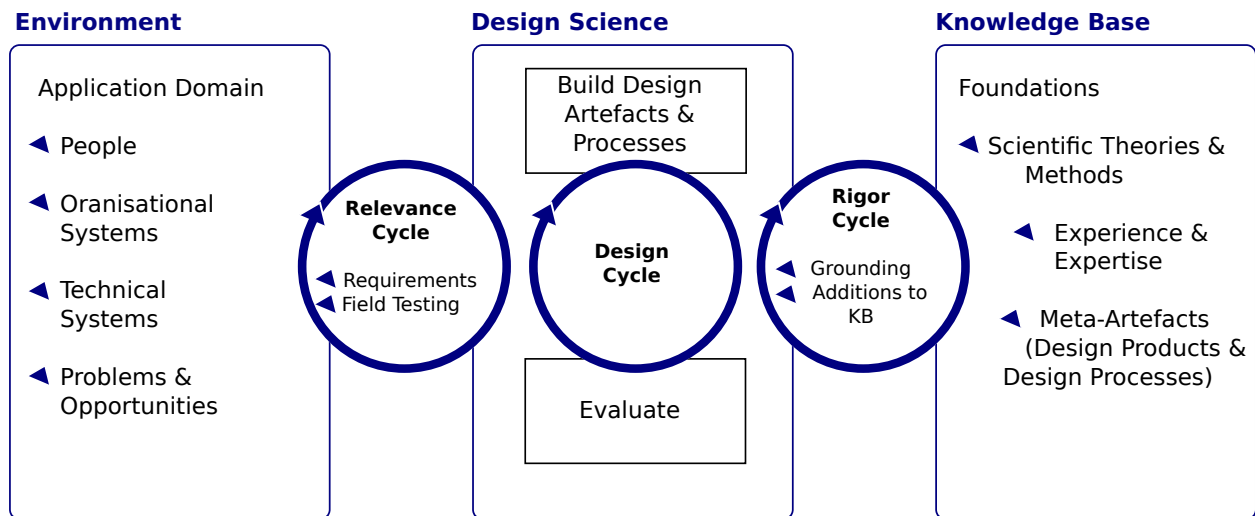 Environment
Application Domain
People
Oranisational
Systems
Technical
Systems
Problems &
Opportunities
Relevance
Cycle
Requirements
Field Testing
Design Science
Build Design
Artefacts &
Processes
Design
Cycle
Evaluate
Rigor
Cycle
Grounding
Additions to
KB
Knowledge Base
Foundations
Scientific Theories &
Methods
Experience &
Expertise
Meta-Artefacts
(Design Products &
Design Processes)